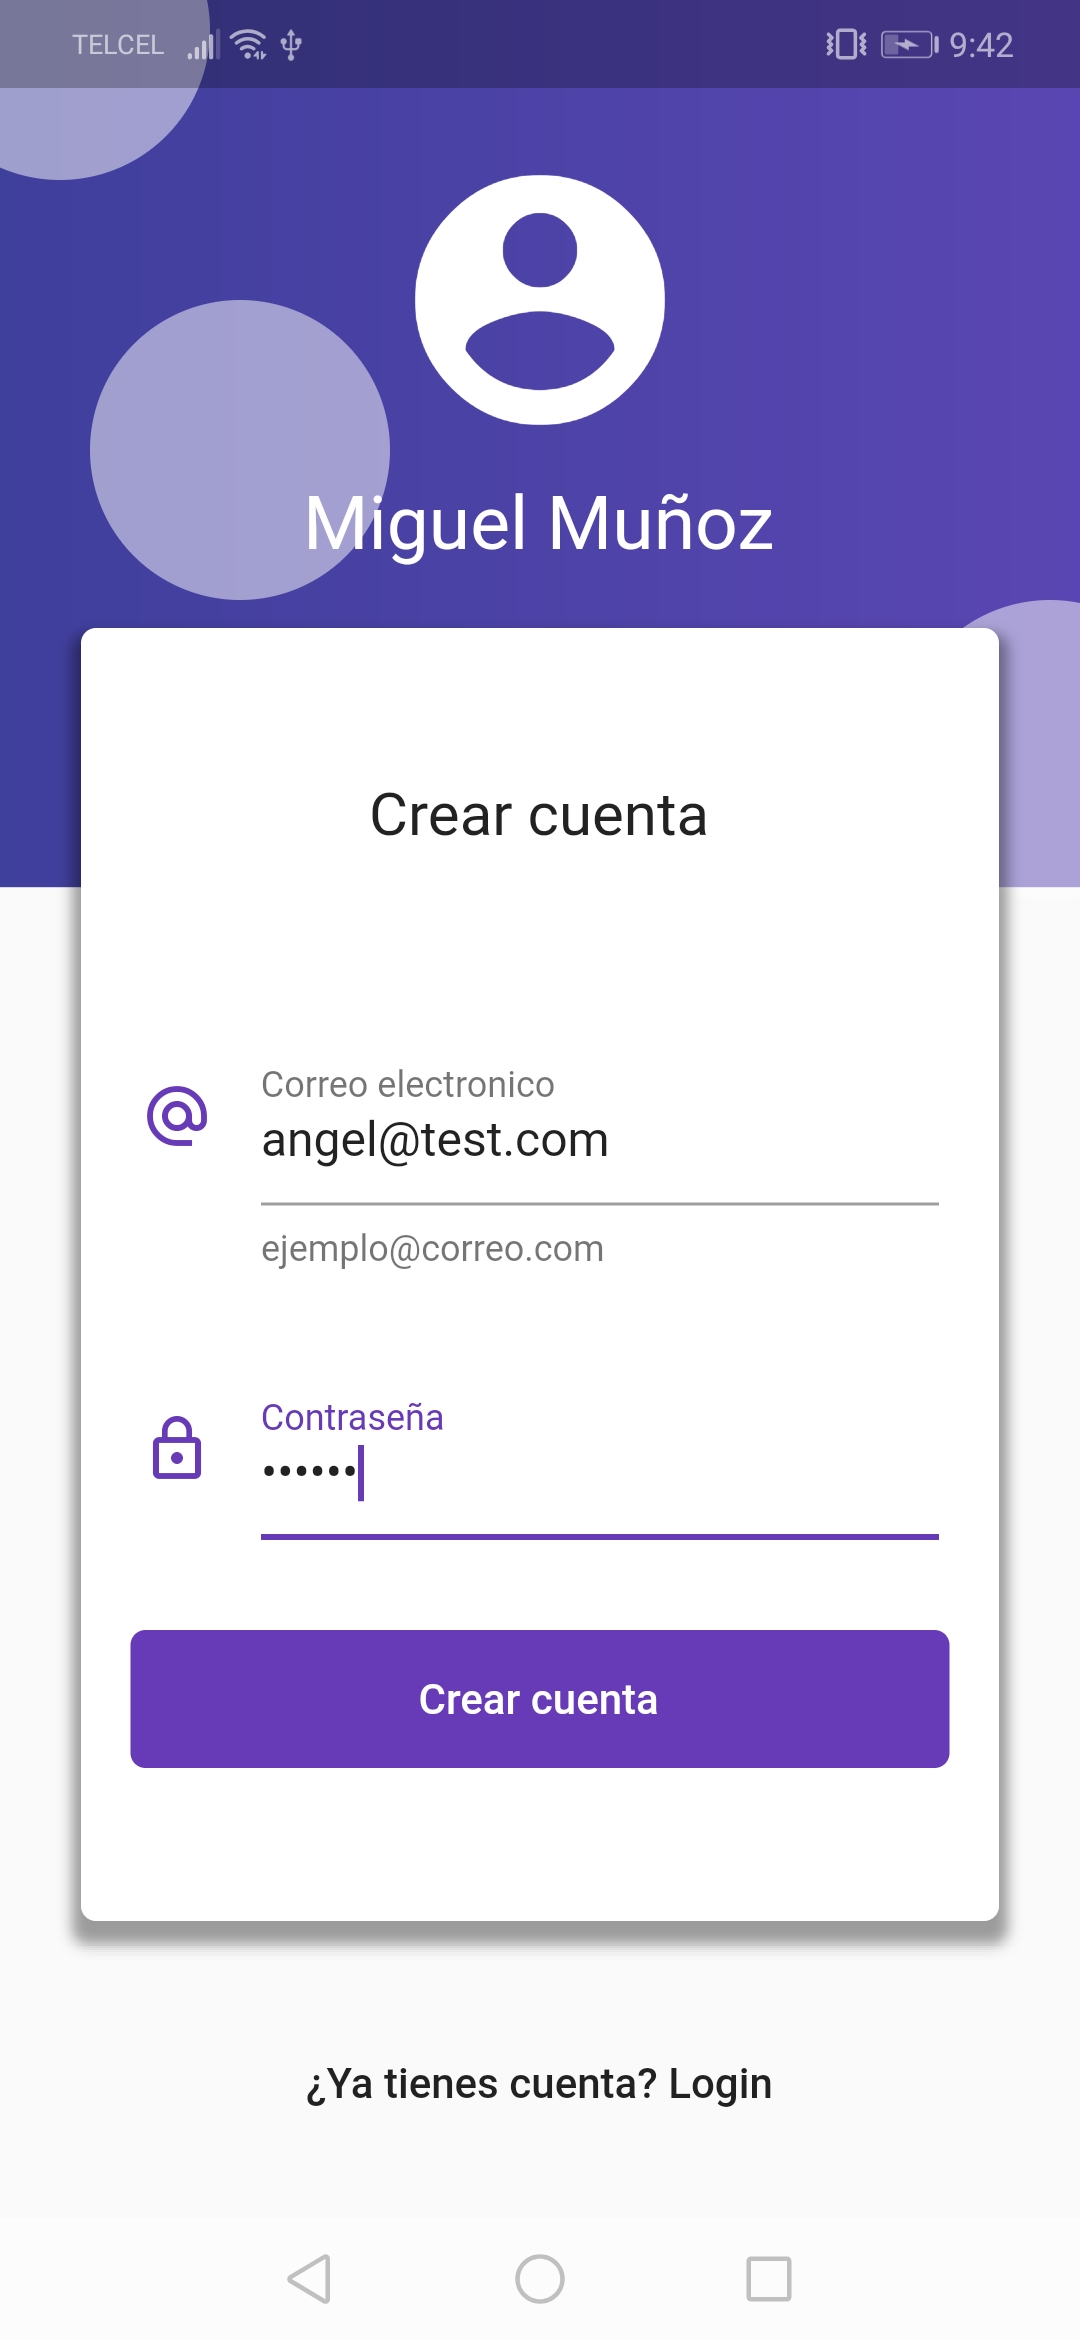 TELCEL 9:42
Miguel Muñoz
Crear cuenta
Correo electronico
angel@test.com
ejemplo@correo.com
Contraseña
••••••
Crear cuenta
¿Ya tienes cuenta? Login